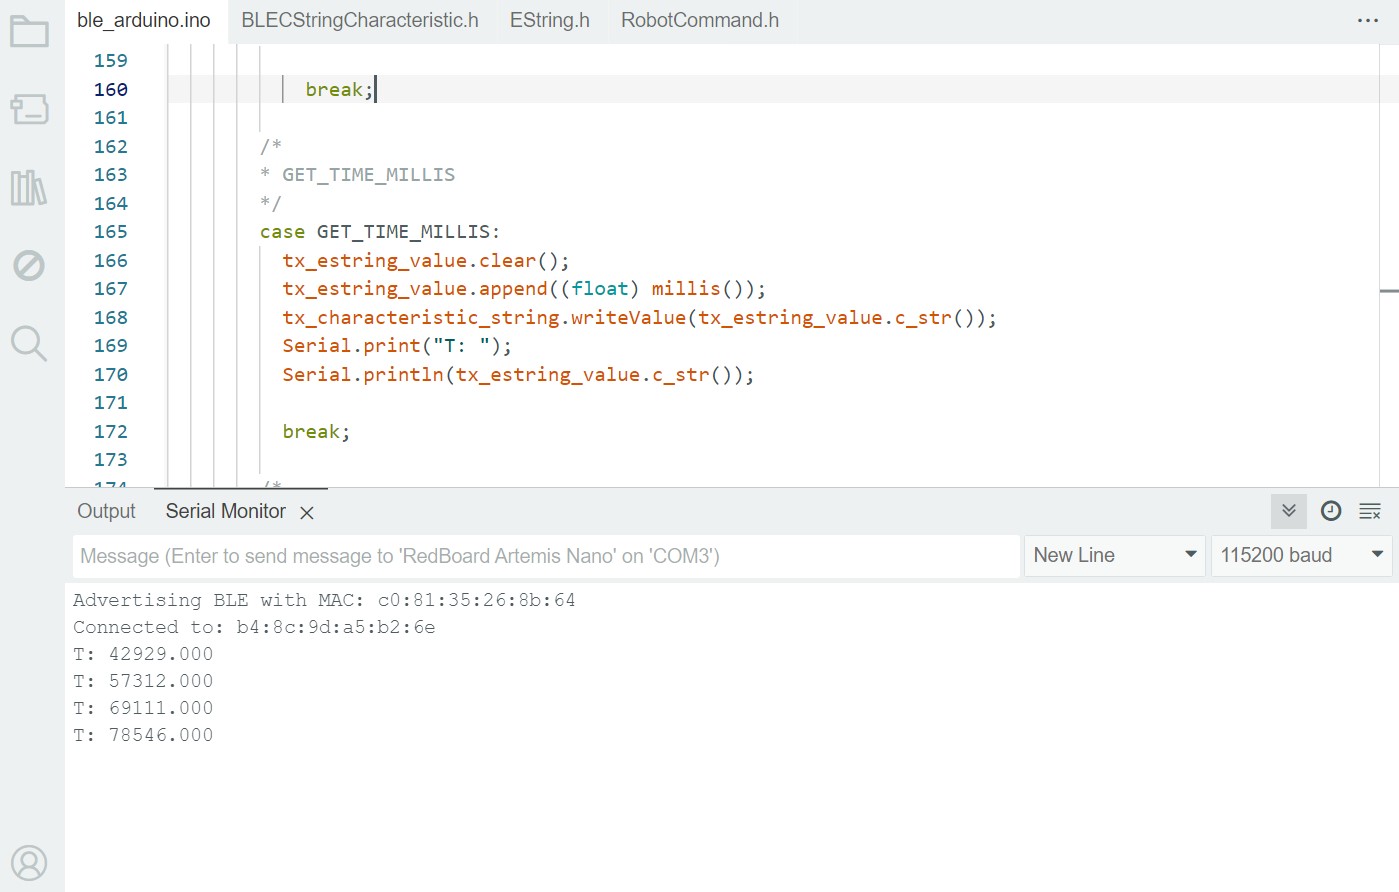 ble_arduino.ino BLECStringCharacteristic.h EString.h RobotCommand.h ...
159
160 break;
161
162 /*
163 * GET_TIME_MILLIS
164 */
165 case GET_TIME_MILLIS:
166 tx_estring_value.clear();
167 tx_estring_value.append((float) millis());
168 tx_characteristic_string.writeValue(tx_estring_value.c_str());
169 Serial.print("T: ");
170 Serial.println(tx_estring_value.c_str());
171
172 break;
173
174 /*
Output Serial Monitor
Message (Enter to send message to 'RedBoard Artemis Nano' on 'COM3') New Line 115200 baud
Advertising BLE with MAC: c0:81:35:26:8b:64
Connected to: b4:8c:9d:a5:b2:6e
T: 42929.000
T: 57312.000
T: 69111.000
T: 78546.000